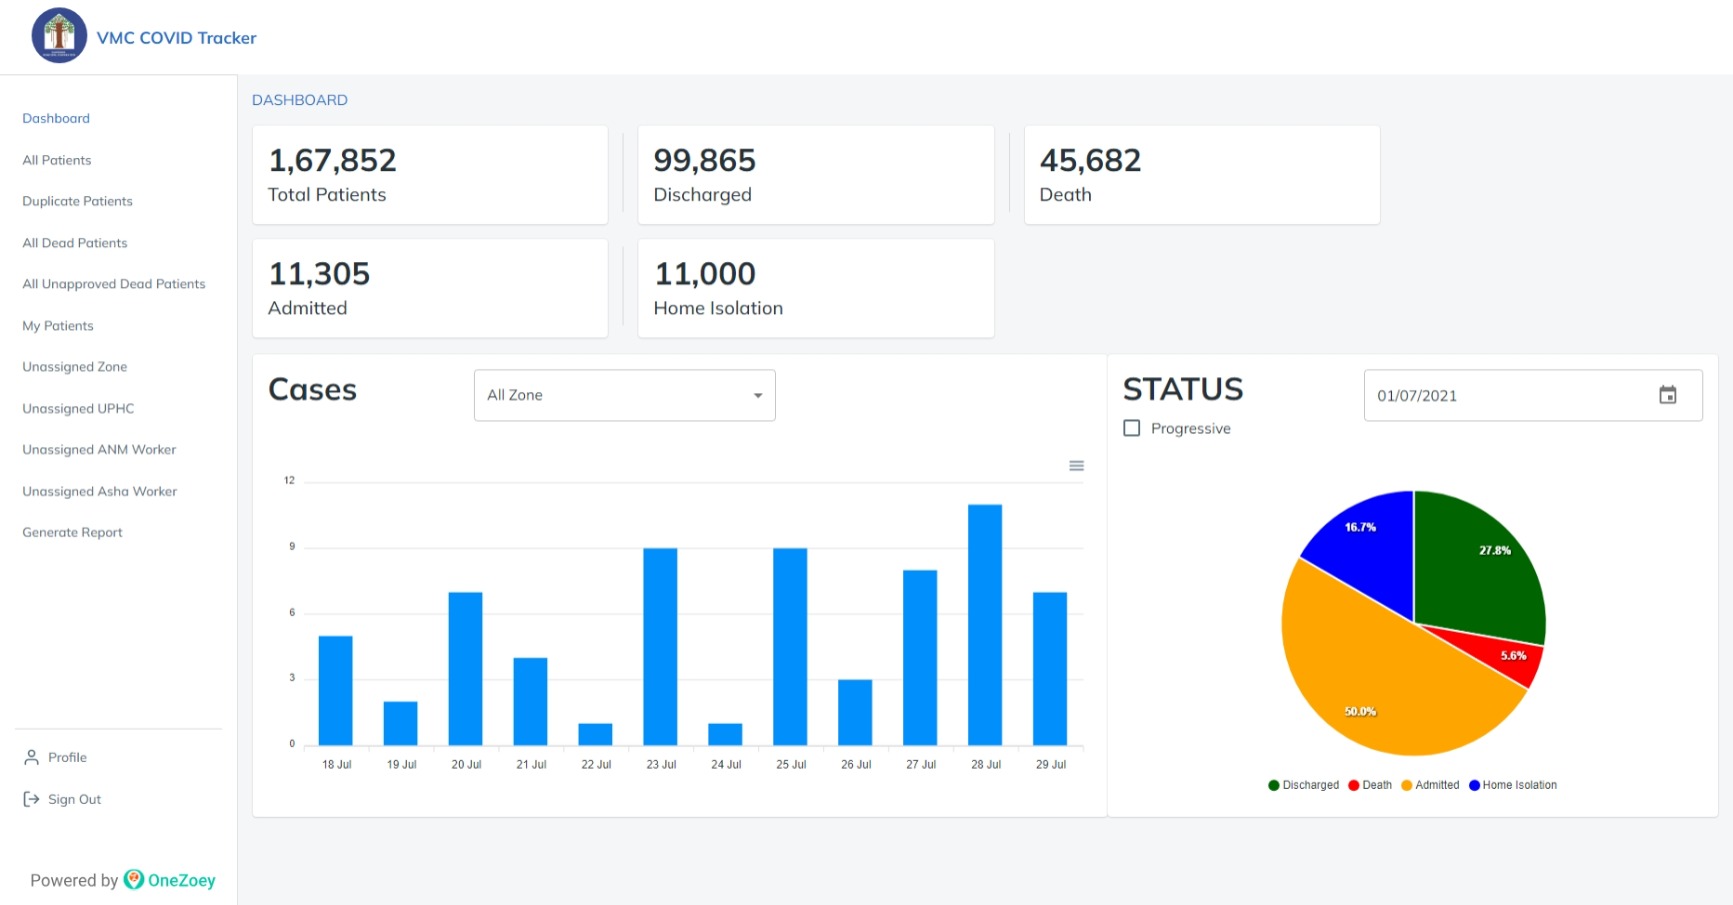 VMC COVID Tracker
Dashboard
All Patients
Duplicate Patients
All Dead Patients
All Unapproved Dead Patients
My Patients
Unassigned Zone
Unassigned UPHC
Unassigned ANM Worker
Unassigned Asha Worker
Generate Report
Profile
Sign Out
Powered by OneZoey
DASHBOARD
1,67,852
Total Patients
99,865
Discharged
45,682
Death
11,305
Admitted
11,000
Home Isolation
Cases
All Zone
12
9
6
3
0
18 Jul 19 Jul 20 Jul 21 Jul 22 Jul 23 Jul 24 Jul 25 Jul 26 Jul 27 Jul 28 Jul 29 Jul
STATUS
01/07/2021
Progressive
16.7%
27.8%
5.6%
50.0%
Discharged Death Admitted Home Isolation